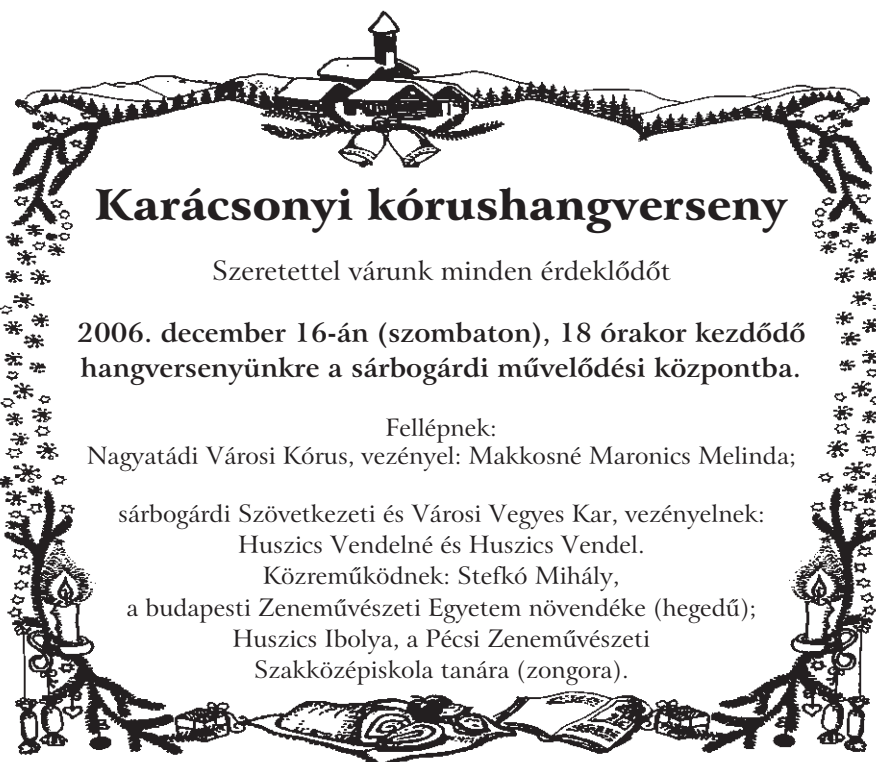 Karácsonyi kórushangverseny
Szeretettel várunk minden érdeklődőt
2006. december 16-án (szombaton), 18 órakor kezdődő
hangversenyünkre a sárbogárdi művelődési központba.
Fellépnek:
Nagyatádi Városi Kórus, vezényel: Makkosné Maronics Melinda;
sárbogárdi Szövetkezeti és Városi Vegyes Kar, vezényelnek:
Huszics Vendelné és Huszics Vendel.
Közreműködnek: Stefkó Mihály,
a budapesti Zeneművészeti Egyetem növendéke (hegedű);
Huszics Ibolya, a Pécsi Zeneművészeti
Szakközépiskola tanára (zongora).